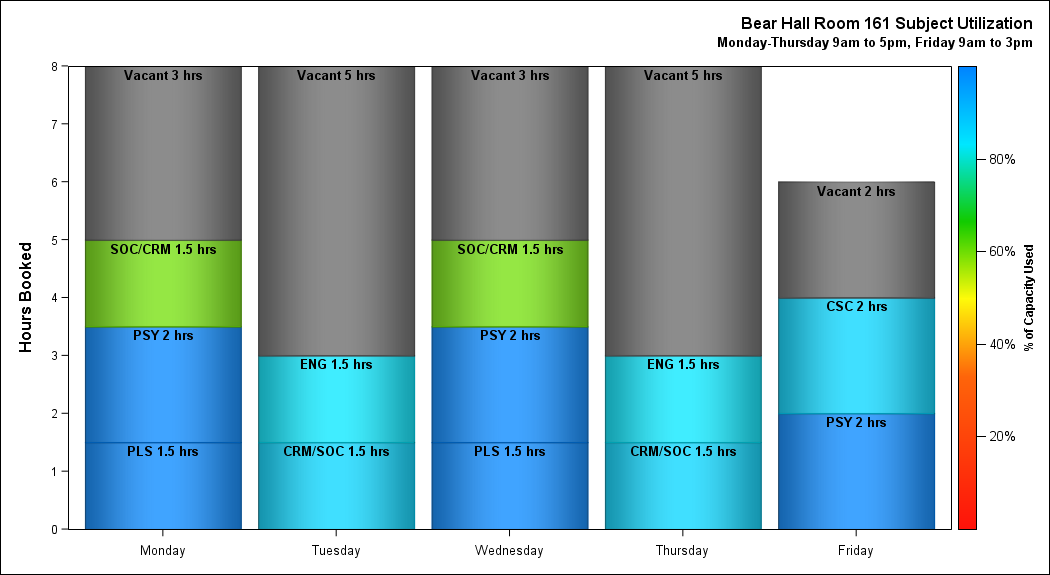 Bear Hall Room 161 Subject Utilization
Monday-Thursday 9am to 5pm, Friday 9am to 3pm
Hours Booked
8
7
6
5
4
3
2
1
0
Vacant 3 hrs
SOC/CRM 1.5 hrs
PSY 2 hrs
PLS 1.5 hrs
Vacant 5 hrs
ENG 1.5 hrs
CRM/SOC 1.5 hrs
Vacant 3 hrs
SOC/CRM 1.5 hrs
PSY 2 hrs
PLS 1.5 hrs
Vacant 5 hrs
ENG 1.5 hrs
CRM/SOC 1.5 hrs
Vacant 2 hrs
CSC 2 hrs
PSY 2 hrs
Monday
Tuesday
Wednesday
Thursday
Friday
80%
60%
40%
20%
% of Capacity Used